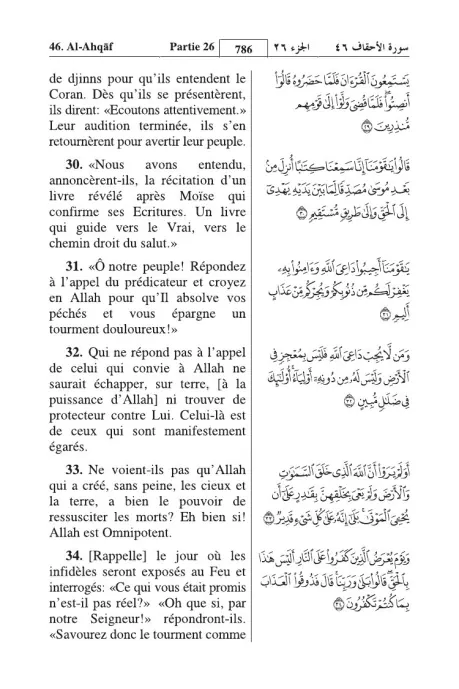 46. Al-Ahqāf Partie 26 786 الجزء ٢٦ سورة الأحقاف ٤٦
de djinns pour qu’ils entendent le
Coran. Dès qu’ils se présentèrent,
ils dirent: «Ecoutons attentivement.»
Leur audition terminée, ils s’en
retournèrent pour avertir leur peuple.
30. «Nous avons entendu,
annoncèrent-ils, la récitation d’un
livre révélé après Moïse qui
confirme ses Ecritures. Un livre
qui guide vers le Vrai, vers le
chemin droit du salut.»
31. «Ô notre peuple! Répondez
à l’appel du prédicateur et croyez
en Allah pour qu’Il absolve vos
péchés et vous épargne un
tourment douloureux!»
32. Qui ne répond pas à l’appel
de celui qui convie à Allah ne
saurait échapper, sur terre, [à la
puissance d’Allah] ni trouver de
protecteur contre Lui. Celui-là est
de ceux qui sont manifestement
égarés.
33. Ne voient-ils pas qu’Allah
qui a créé, sans peine, les cieux et
la terre, a bien le pouvoir de
ressusciter les morts? Eh bien si!
Allah est Omnipotent.
34. [Rappelle] le jour où les
infidèles seront exposés au Feu et
interrogés: «Ce qui vous était promis
n’est-il pas réel?» «Oh que si, par
notre Seigneur!» répondront-ils.
«Savourez donc le tourment comme
يَسْتَمِعُونَ ٱلْقُرْءَانَ فَلَمَّا حَضَرُوهُ قَالُوٓا۟
أَنصِتُوا۟ ۖ فَلَمَّا قُضِىَ وَلَّوْا۟ إِلَىٰ قَوْمِهِم
مُّنذِرِينَ ٢٩
قَالُوا۟ يَٰقَوْمَنَآ إِنَّا سَمِعْنَا كِتَٰبًا أُنزِلَ مِنۢ
بَعْدِ مُوسَىٰ مُصَدِّقًا لِّمَا بَيْنَ يَدَيْهِ يَهْدِىٓ
إِلَى ٱلْحَقِّ وَإِلَىٰ طَرِيقٍ مُّسْتَقِيمٍ ٣٠
يَٰقَوْمَنَآ أَجِيبُوا۟ دَاعِىَ ٱللَّهِ وَءَامِنُوا۟ بِهِۦ
يَغْفِرْ لَكُم مِّن ذُنُوبِكُمْ وَيُجِرْكُم مِّنْ عَذَابٍ
أَلِيمٍ ٣١
وَمَن لَّا يُجِبْ دَاعِىَ ٱللَّهِ فَلَيْسَ بِمُعْجِزٍ فِى
ٱلْأَرْضِ وَلَيْسَ لَهُۥ مِن دُونِهِۦٓ أَوْلِيَآءُ ۚ أُو۟لَٰٓئِكَ
فِى ضَلَٰلٍ مُّبِينٍ ٣٢
أَوَلَمْ يَرَوْا۟ أَنَّ ٱللَّهَ ٱلَّذِى خَلَقَ ٱلسَّمَٰوَٰتِ
وَٱلْأَرْضَ وَلَمْ يَعْىَ بِخَلْقِهِنَّ بِقَٰدِرٍ عَلَىٰٓ أَن
يُحْۦِىَ ٱلْمَوْتَىٰ ۚ بَلَىٰٓ إِنَّهُۥ عَلَىٰ كُلِّ شَىْءٍ قَدِيرٌ ٣٣
وَيَوْمَ يُعْرَضُ ٱلَّذِينَ كَفَرُوا۟ عَلَى ٱلنَّارِ أَلَيْسَ هَٰذَا
بِٱلْحَقِّ ۖ قَالُوا۟ بَلَىٰ وَرَبِّنَا ۚ قَالَ فَذُوقُوا۟ ٱلْعَذَابَ
بِمَا كُنتُمْ تَكْفُرُونَ ٣٤